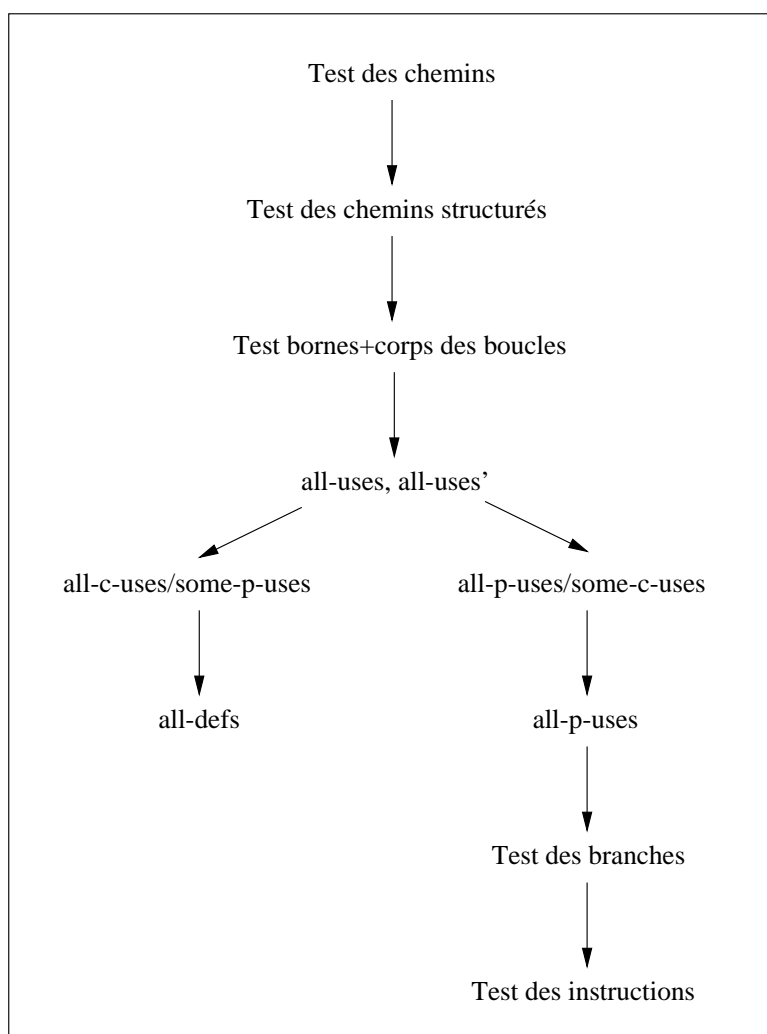 Test des chemins
Test des chemins structurés
Test bornes+corps des boucles
all-uses, all-uses’
all-c-uses/some-p-uses
all-p-uses/some-c-uses
all-defs
all-p-uses
Test des branches
Test des instructions